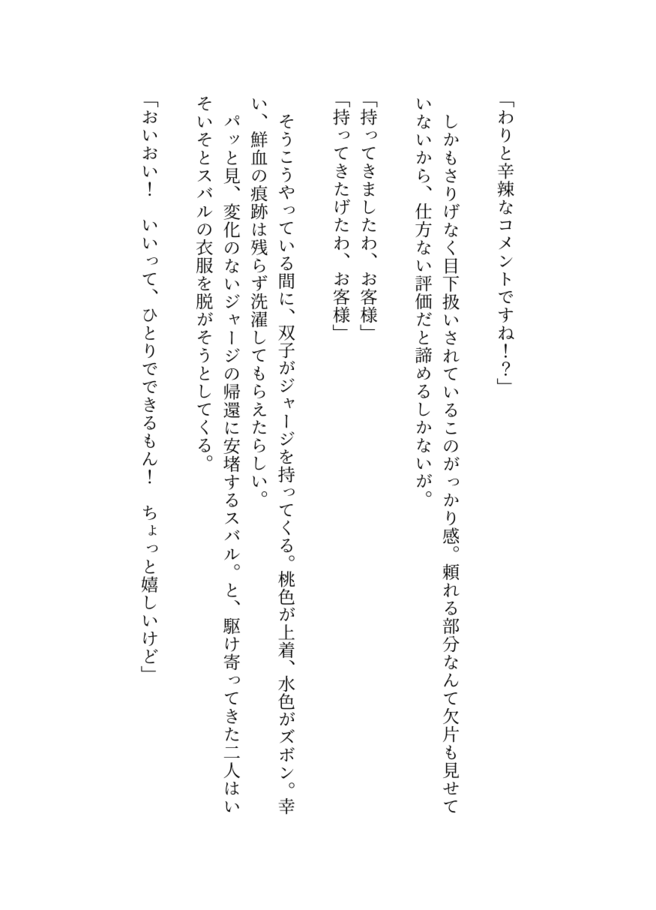 「わりと辛辣なコメントですね！？」
しかもさりげなく目下扱いされているこのがっかり感。頼れる部分なんて欠片も見せて
いないから、仕方ない評価だと諦めるしかないが。
「持ってきましたわ、お客様」
「持ってきたげたわ、お客様」
そうこうやっている間に、双子がジャージを持ってくる。桃色が上着、水色がズボン。幸
い、鮮血の痕跡は残らず洗濯してもらえたらしい。
パッと見、変化のないジャージの帰還に安堵するスバル。と、駆け寄ってきた二人はい
そいそとスバルの衣服を脱がそうとしてくる。
「おいおい！　いいって、ひとりでできるもん！　ちょっと嬉しいけど」